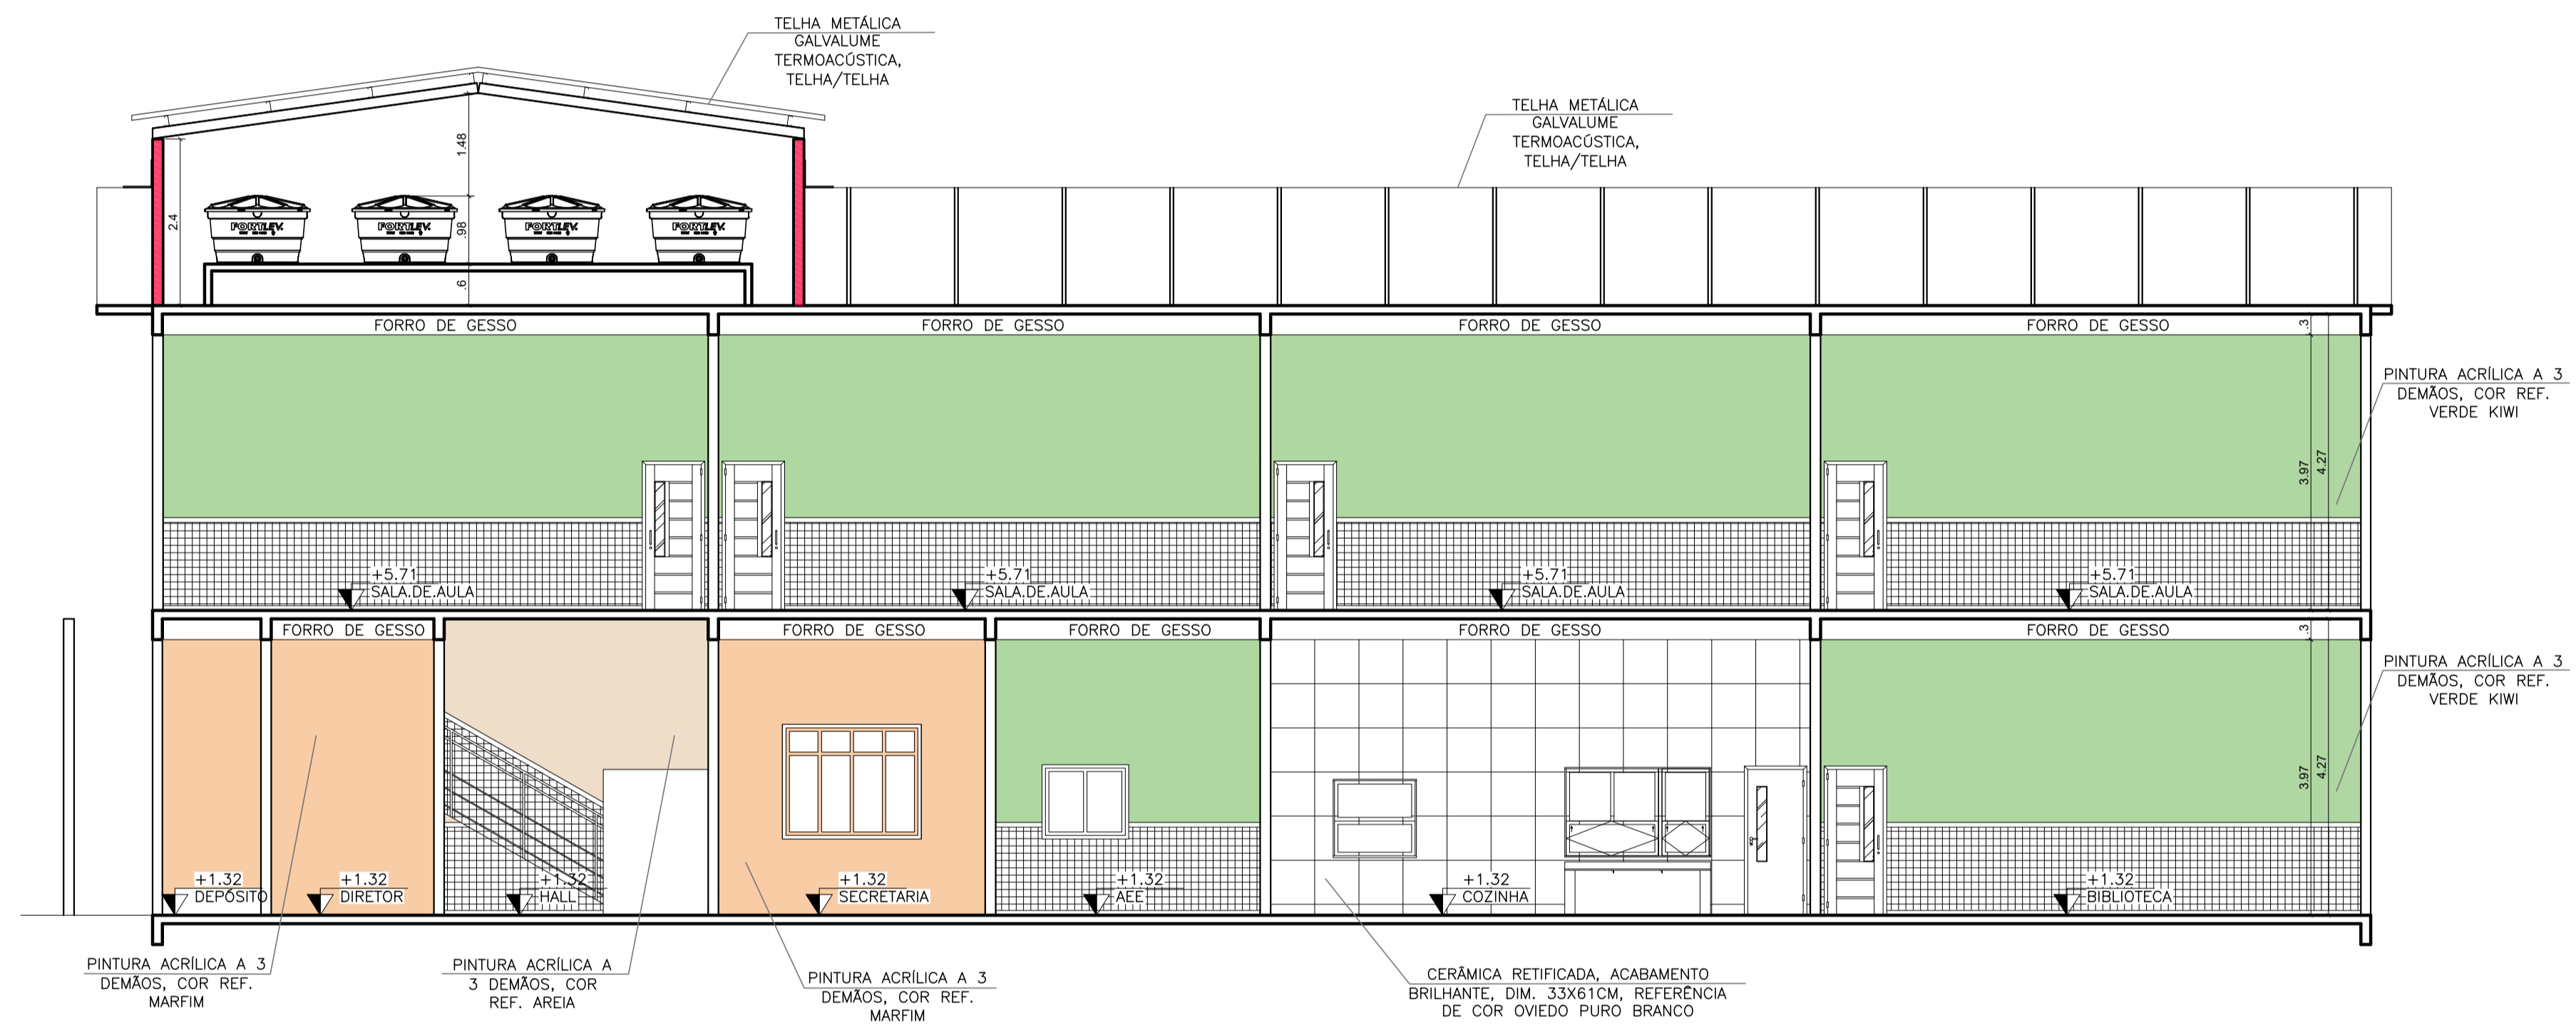 TELHA METÁLICA
GALVALUME
TERMOACÚSTICA,
TELHA/TELHA
TELHA METÁLICA
GALVALUME
TERMOACÚSTICA,
TELHA/TELHA
1.48
2.4
.98
.6
FORTLEV.
FORTLEV.
FORTLEV.
FORTLEV.
FORRO DE GESSO
FORRO DE GESSO
FORRO DE GESSO
FORRO DE GESSO
.3
3.97
4.27
PINTURA ACRÍLICA A 3
DEMÃOS, COR REF.
VERDE KIWI
+5.71
SALA.DE.AULA
+5.71
SALA.DE.AULA
+5.71
SALA.DE.AULA
+5.71
SALA.DE.AULA
FORRO DE GESSO
FORRO DE GESSO
FORRO DE GESSO
FORRO DE GESSO
FORRO DE GESSO
.3
3.97
4.27
PINTURA ACRÍLICA A 3
DEMÃOS, COR REF.
VERDE KIWI
+1.32
DEPÓSITO
+1.32
DIRETOR
+1.32
HALL
+1.32
SECRETARIA
+1.32
AEE
+1.32
COZINHA
+1.32
BIBLIOTECA
PINTURA ACRÍLICA A 3
DEMÃOS, COR REF.
MARFIM
PINTURA ACRÍLICA A
3 DEMÃOS, COR
REF. AREIA
PINTURA ACRÍLICA A 3
DEMÃOS, COR REF.
MARFIM
CERÂMICA RETIFICADA, ACABAMENTO
BRILHANTE, DIM. 33X61CM, REFERÊNCIA
DE COR OVIEDO PURO BRANCO